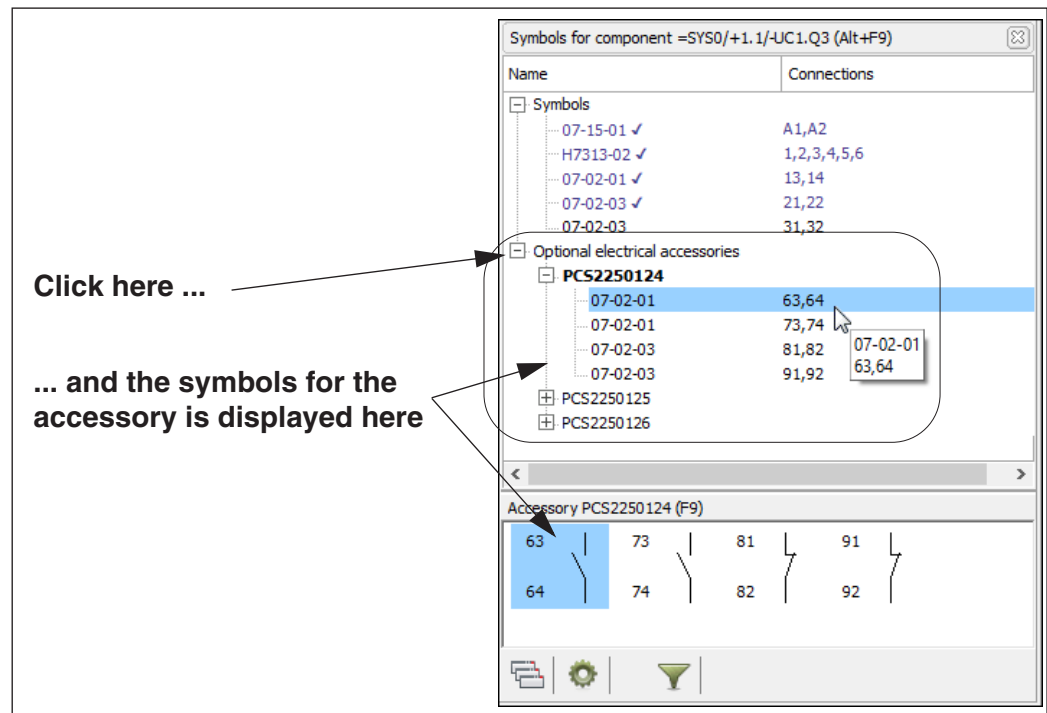 Symbols for component =SYS0/+1.1/-UC1.Q3 (Alt+F9)
Name Connections
Symbols
07-15-01 ✓ A1,A2
H7313-02 ✓ 1,2,3,4,5,6
07-02-01 ✓ 13,14
07-02-03 ✓ 21,22
07-02-03 31,32
Optional electrical accessories
Click here ...
PCS2250124
07-02-01 63,64
07-02-01 73,74
07-02-03 81,82
07-02-03 91,92
07-02-01
63,64
... and the symbols for the
accessory is displayed here
PCS2250125
PCS2250126
Accessory PCS2250124 (F9)
63 73 81 91
64 74 82 92